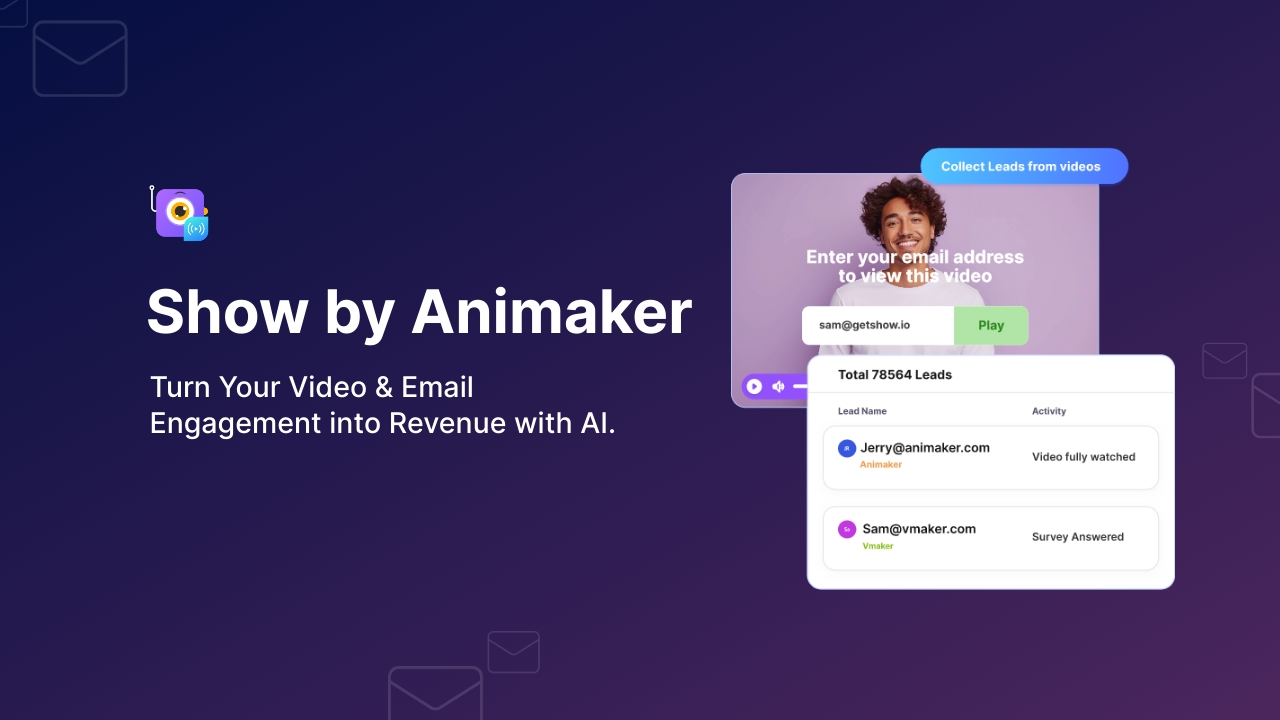 Show by Animaker
Turn Your Video & Email
Engagement into Revenue with AI.
Collect Leads from videos
Enter your email address
to view this video
sam@getshow.io
Play
Total 78564 Leads
Lead Name
Activity
Jerry@animaker.com
Animaker
Video fully watched
Sam@vmaker.com
Vmaker
Survey Answered